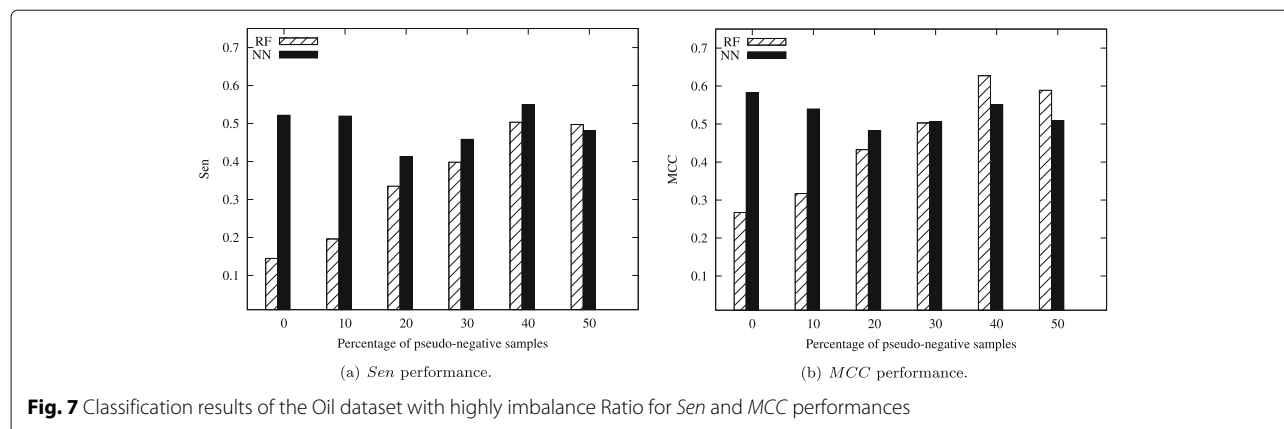 RF
NN
0.7
0.6
0.5
0.4
0.3
0.2
0.1
Sen
0 10 20 30 40 50
Percentage of pseudo-negative samples
(a) Sen performance.
RF
NN
0.7
0.6
0.5
0.4
0.3
0.2
0.1
MCC
0 10 20 30 40 50
Percentage of pseudo-negative samples
(b) MCC performance.
Fig. 7 Classification results of the Oil dataset with highly imbalance Ratio for Sen and MCC performances